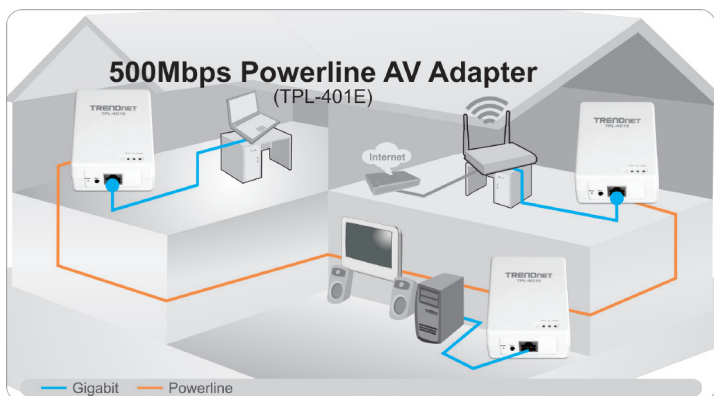 500Mbps Powerline AV Adapter
(TPL-401E)
TRENDNET
TPL-401E
Internet
TRENDNET
TPL-401E
TRENDNET
TPL-401E
Gigabit
Powerline